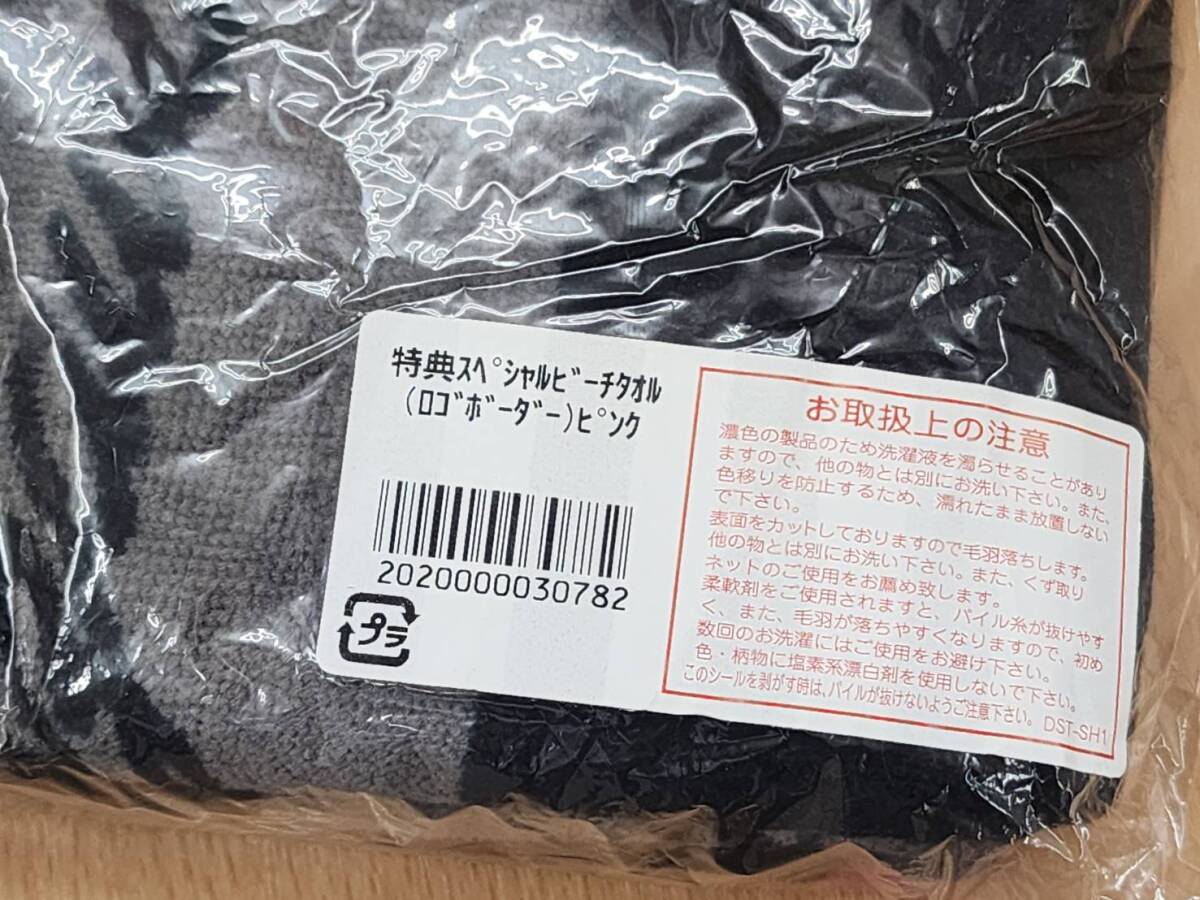 特典ｽﾍﾟｼｬﾙﾋﾞｰﾁﾀｵﾙ
(ﾛｺﾞﾎﾞｰﾀﾞｰ)ﾋﾟﾝｸ
2020000030782
プラ
お取扱上の注意
濃色の製品のため洗濯液を濁らせることがあり
ますので、他の物とは別にお洗い下さい。また、
色移りを防止するため、濡れたまま放置しない
で下さい。
表面をカットしておりますので毛羽落ちします。
他の物とは別にお洗い下さい。また、くず取り
ネットのご使用をお薦め致します。
柔軟剤をご使用されますと、パイル糸が抜けやす
く、また、毛羽が落ちやすくなりますので、初め
数回のお洗濯にはご使用をお避け下さい。
色・柄物に塩素系漂白剤を使用しないで下さい。
このシールを剥がす時は、パイルが抜けないようご注意下さい。 DST-SH1